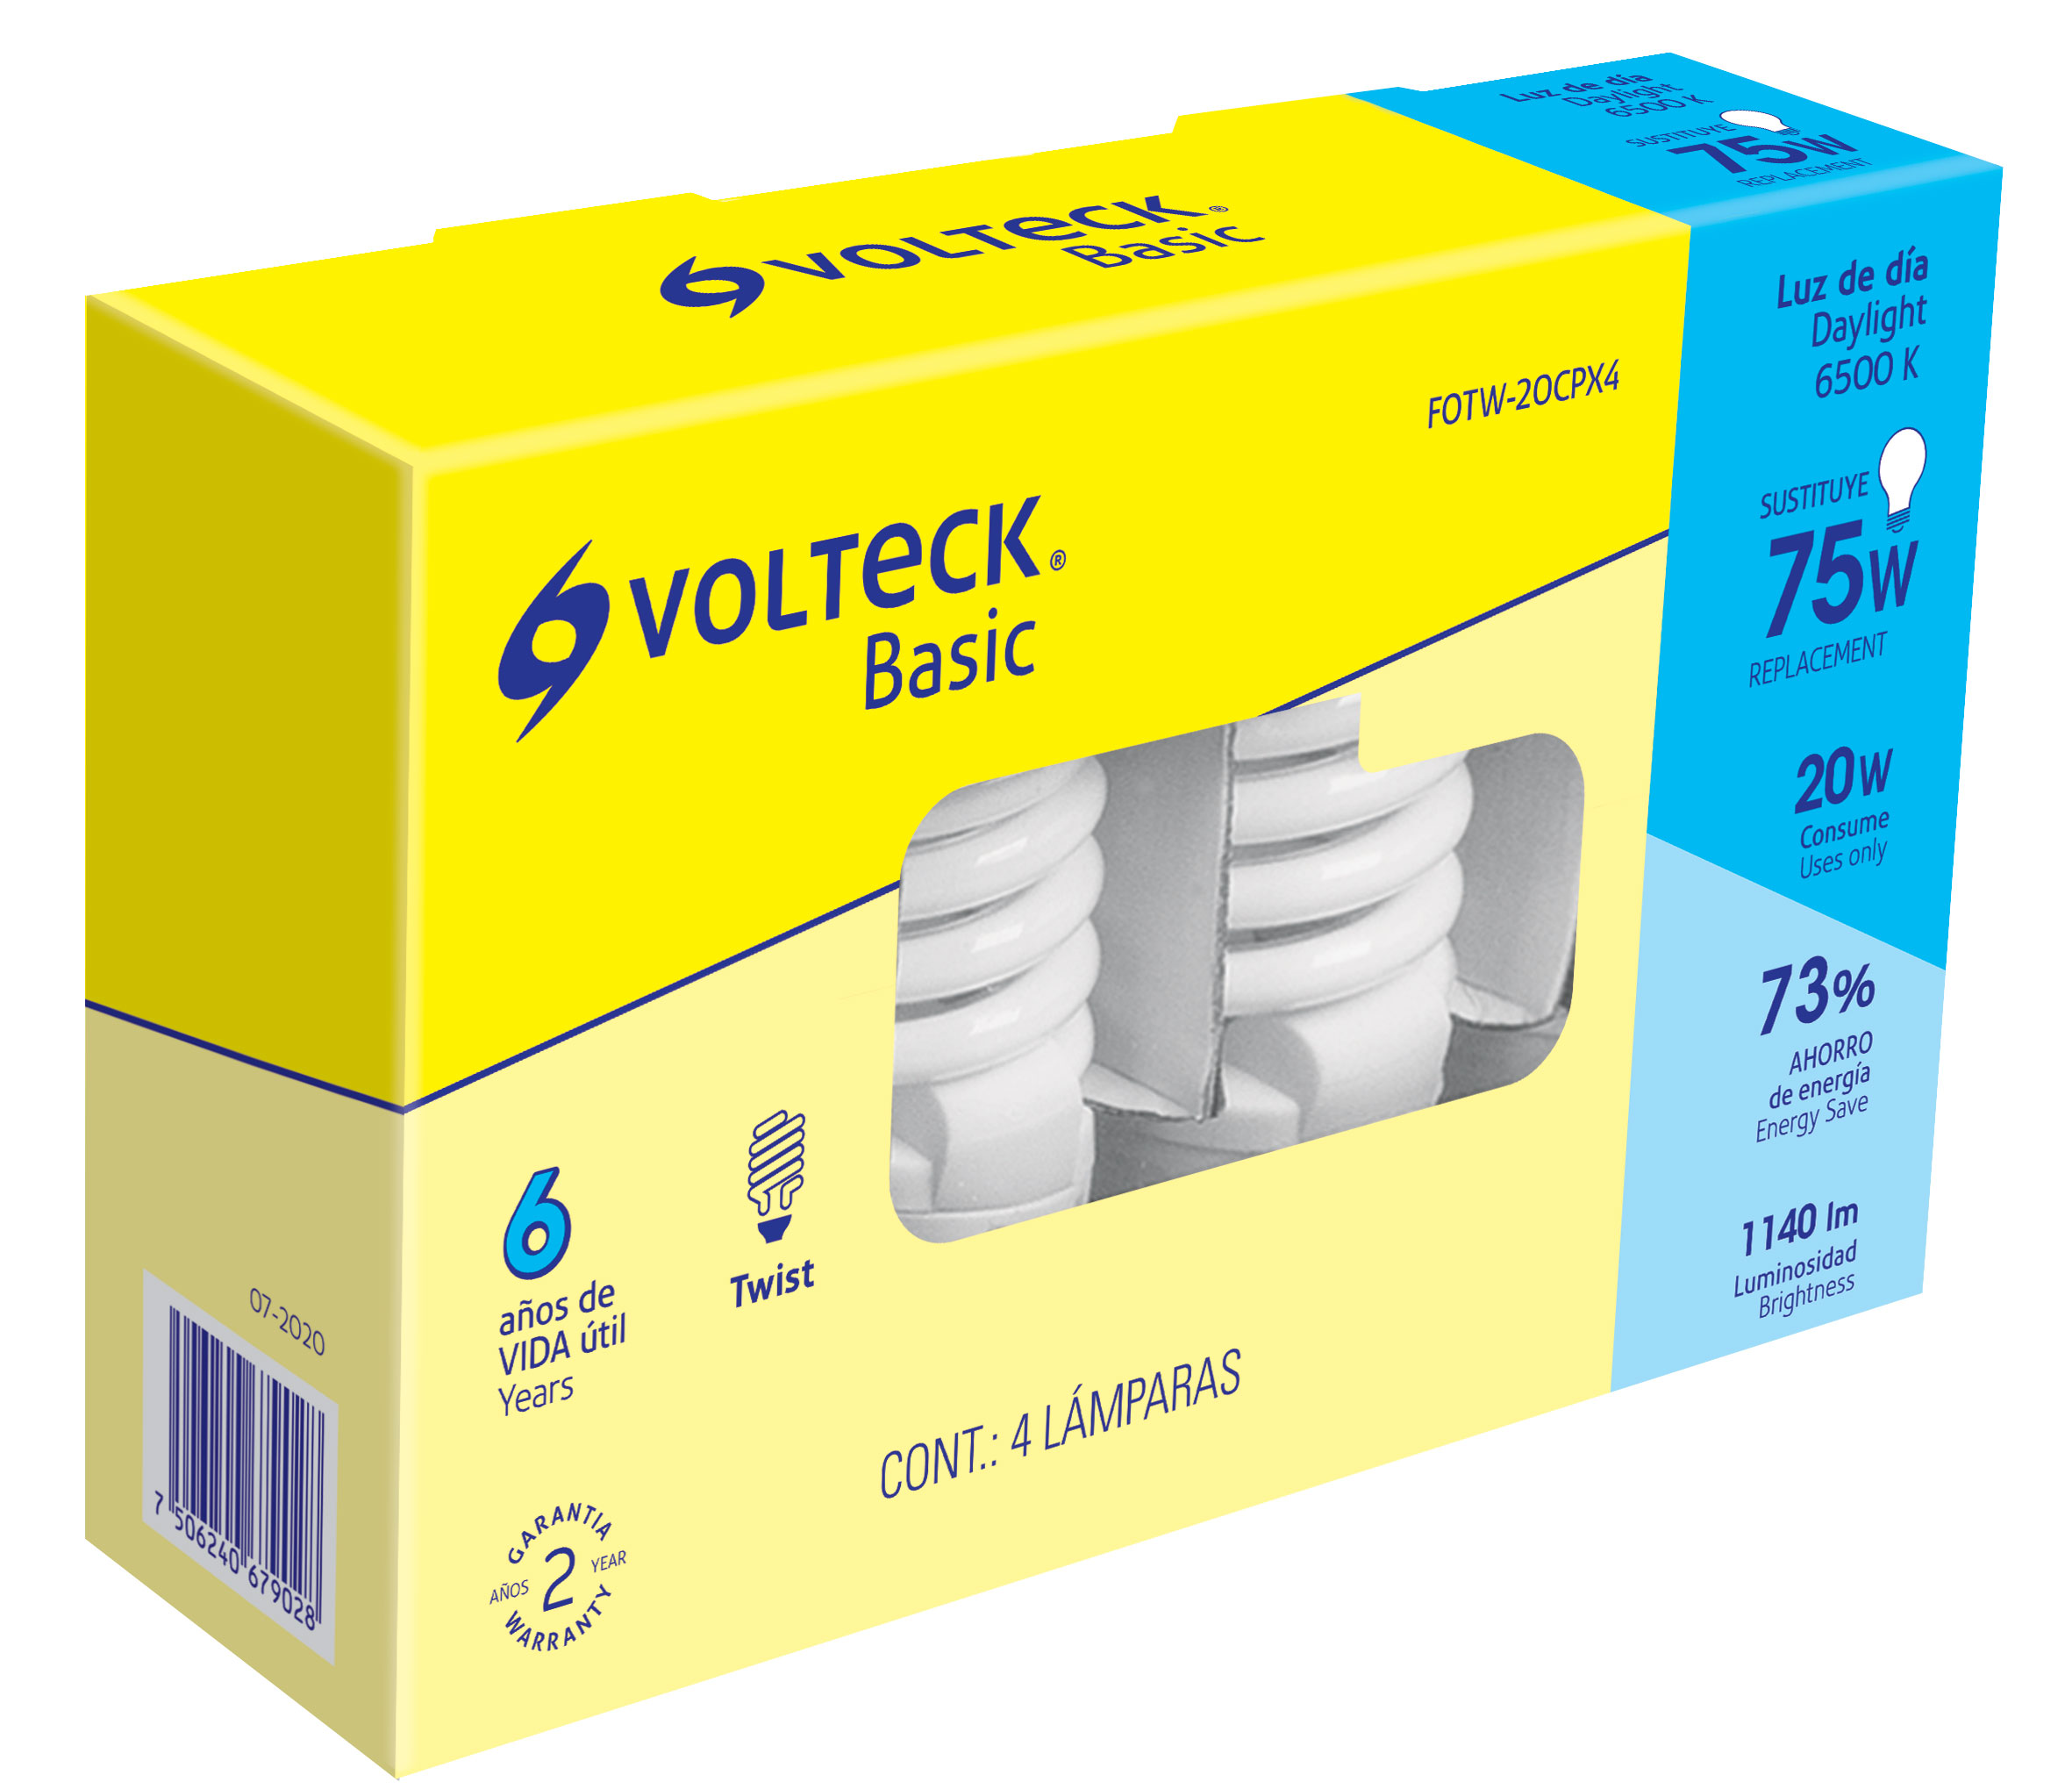 Luz de día
Daylight
6500 K
SUSTITUYE
75W
REPLACEMENT
VOLTECK®
Basic
FOTW-20CPX4
VOLTECK®
Basic
Luz de día
Daylight
6500 K
SUSTITUYE
75W
REPLACEMENT
20W
Consume
Uses only
73%
AHORRO
de energía
Energy Save
1140 lm
Luminosidad
Brightness
6
años de
VIDA útil
Years
Twist
CONT.: 4 LÁMPARAS
GARANTIA
AÑOS 2 YEAR
WARRANTY
07-2020
7 506240 679028